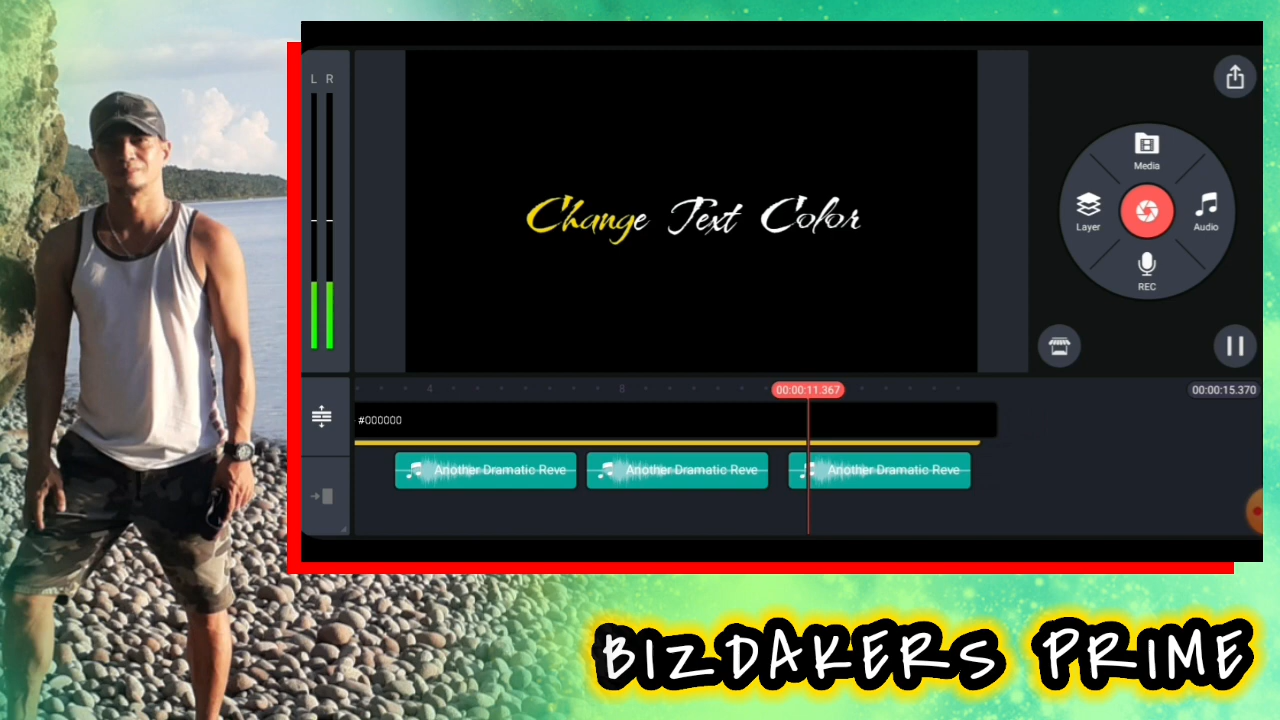 L R
Media
Layer
Audio
REC
Change Text Color
4 8
00:00:11.367
00:00:15.370
#000000
Another Dramatic Reve
Another Dramatic Reve
Another Dramatic Reve
BIZDAKERS PRIME